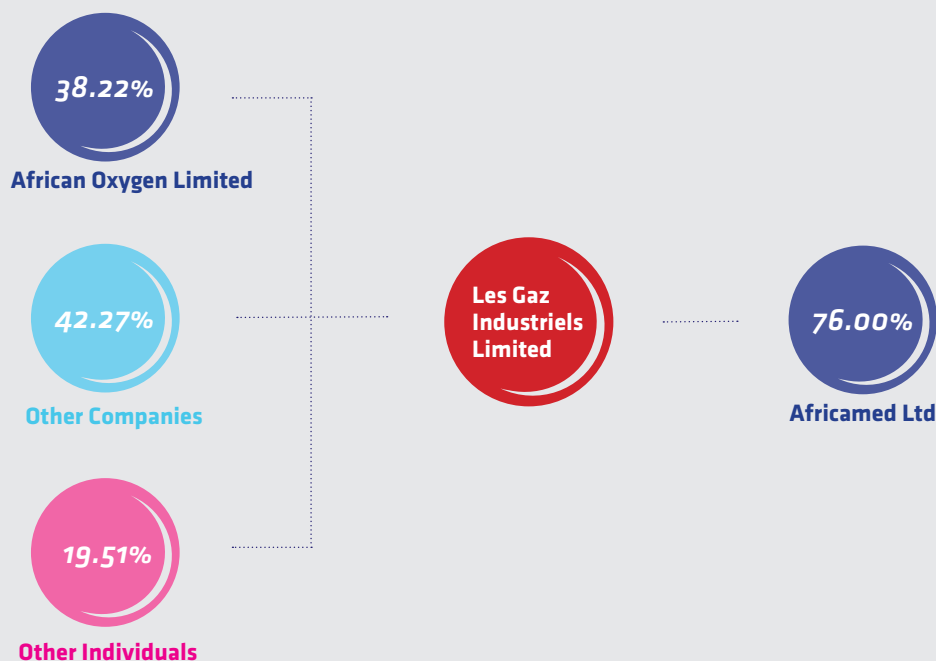 38.22%
African Oxygen Limited
42.27%
Other Companies
19.51%
Other Individuals
Les Gaz
Industriels
Limited
76.00%
Africamed Ltd